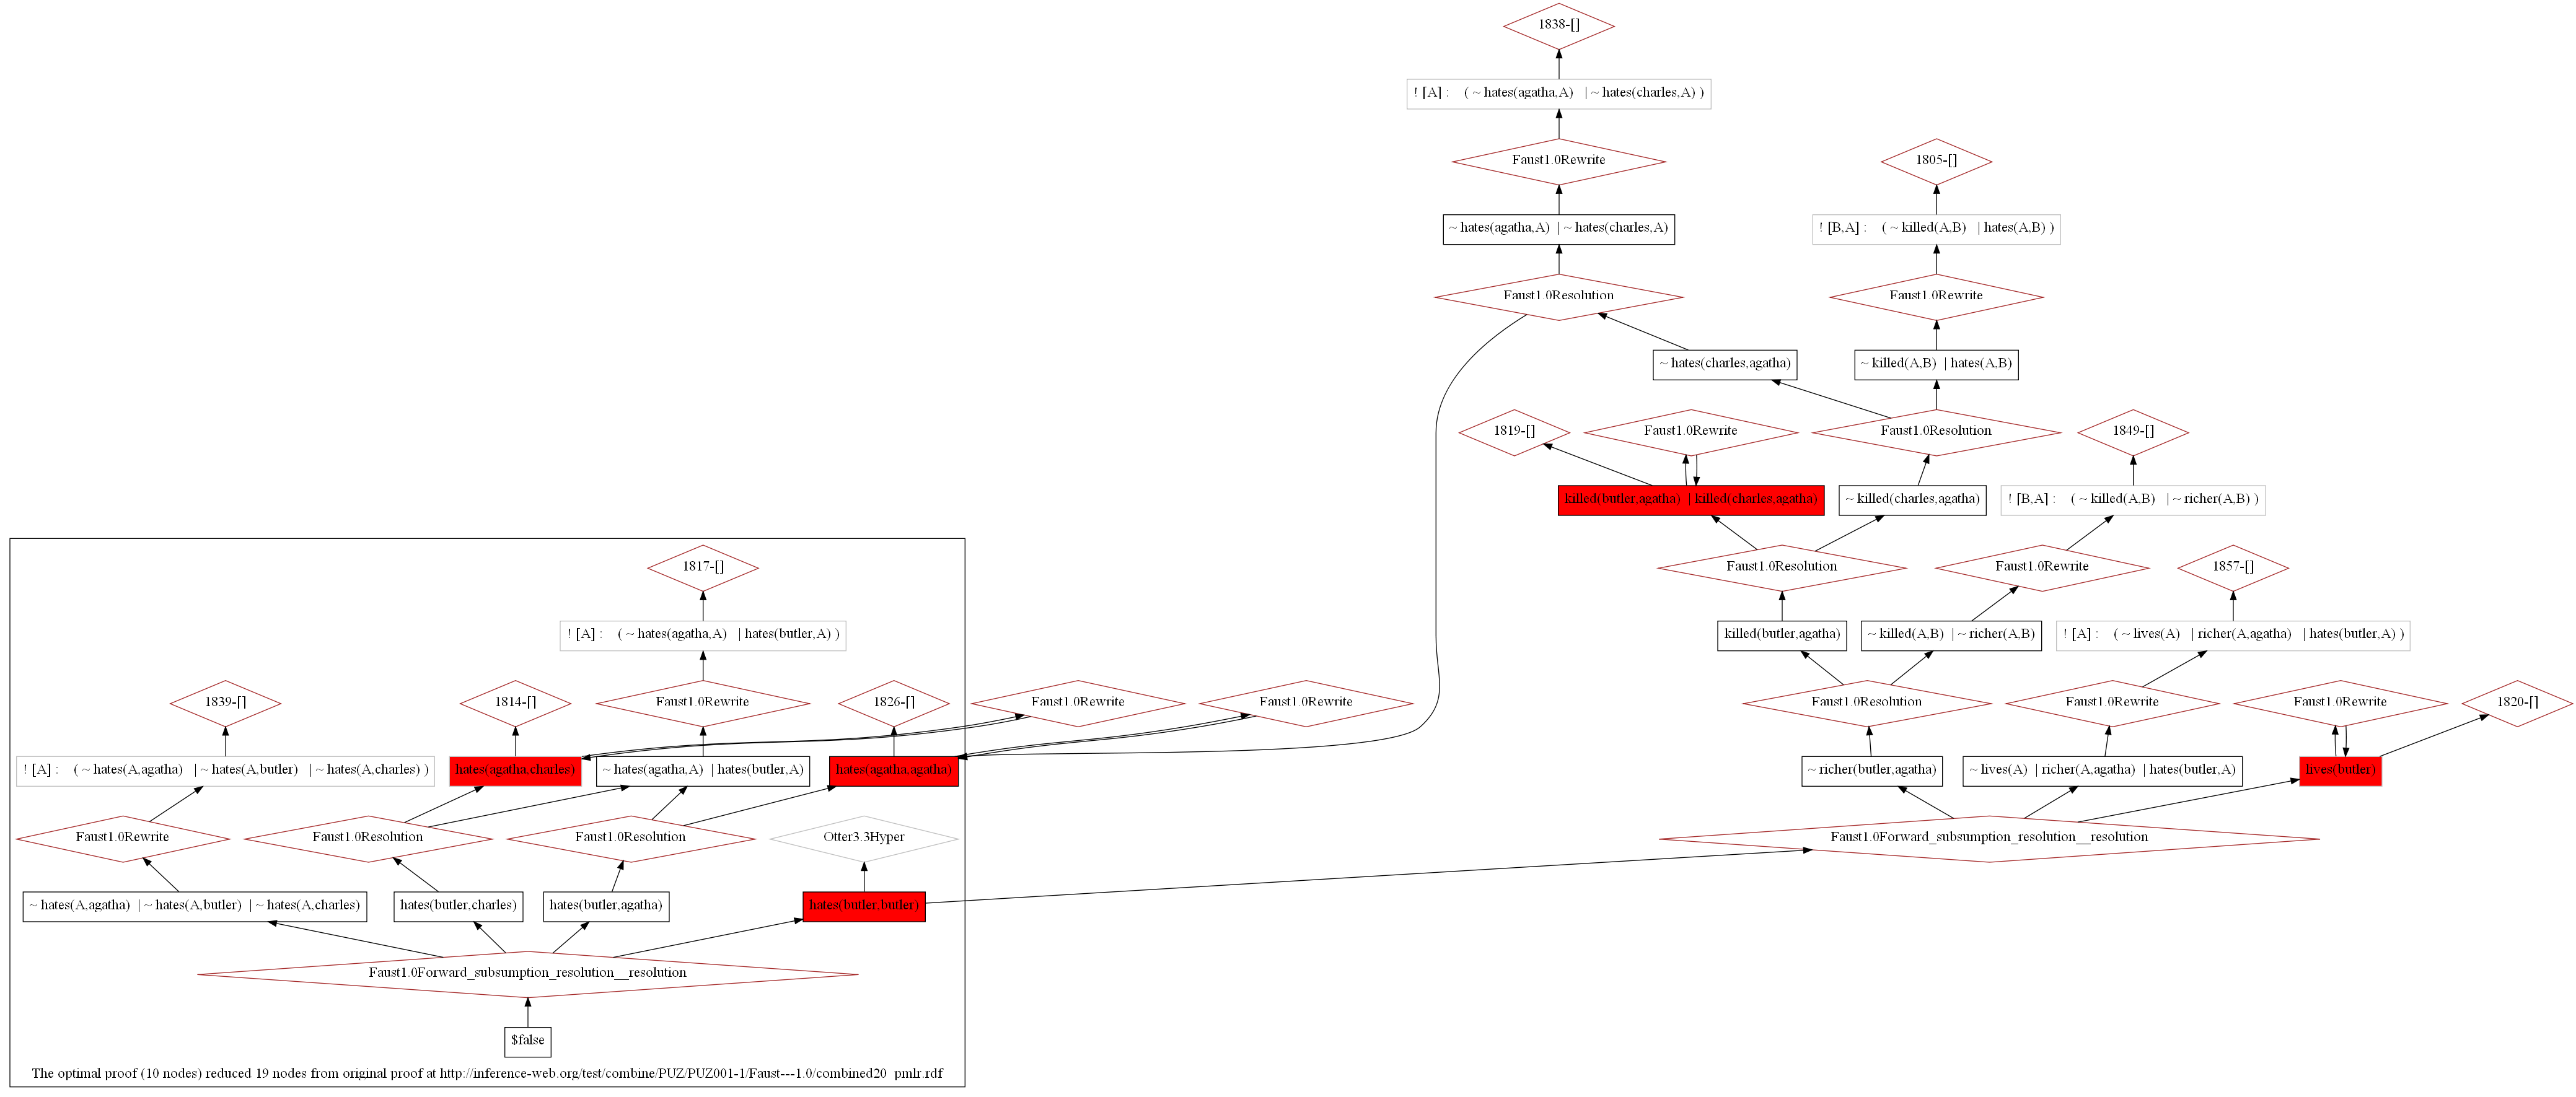 1838-[]
! [A] : ( ~ hates(agatha,A) | ~ hates(charles,A) )
Faust1.0Rewrite
1805-[]
~ hates(agatha,A) | ~ hates(charles,A)
! [B,A] : ( ~ killed(A,B) | hates(A,B) )
Faust1.0Resolution
Faust1.0Rewrite
~ hates(charles,agatha)
~ killed(A,B) | hates(A,B)
1819-[]
Faust1.0Rewrite
Faust1.0Resolution
1849-[]
killed(butler,agatha) | killed(charles,agatha)
~ killed(charles,agatha)
! [B,A] : ( ~ killed(A,B) | ~ richer(A,B) )
1817-[]
Faust1.0Resolution
Faust1.0Rewrite
1857-[]
! [A] : ( ~ hates(agatha,A) | hates(butler,A) )
killed(butler,agatha)
~ killed(A,B) | ~ richer(A,B)
! [A] : ( ~ lives(A) | richer(A,agatha) | hates(butler,A) )
1839-[]
1814-[]
Faust1.0Rewrite
1826-[]
Faust1.0Rewrite
Faust1.0Rewrite
Faust1.0Resolution
Faust1.0Rewrite
Faust1.0Rewrite
1820-[]
! [A] : ( ~ hates(A,agatha) | ~ hates(A,butler) | ~ hates(A,charles) )
hates(agatha,charles)
~ hates(agatha,A) | hates(butler,A)
hates(agatha,agatha)
~ richer(butler,agatha)
~ lives(A) | richer(A,agatha) | hates(butler,A)
lives(butler)
Faust1.0Rewrite
Faust1.0Resolution
Faust1.0Resolution
Otter3.3Hyper
Faust1.0Forward_subsumption_resolution__resolution
~ hates(A,agatha) | ~ hates(A,butler) | ~ hates(A,charles)
hates(butler,charles)
hates(butler,agatha)
hates(butler,butler)
Faust1.0Forward_subsumption_resolution__resolution
$false
The optimal proof (10 nodes) reduced 19 nodes from original proof at http://inference-web.org/test/combine/PUZ/PUZ001-1/Faust---1.0/combined20_pmlr.rdf